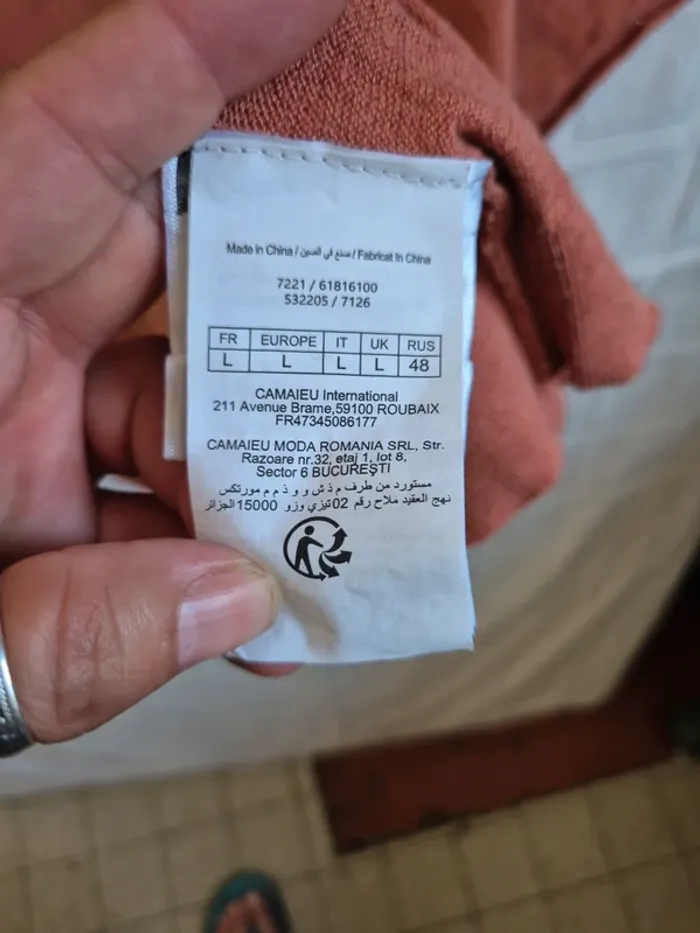 Made in China / صنع في الصين / Fabricat In China
7221 / 61816100
532205 / 7126
FR EUROPE IT UK RUS
L L L L 48
CAMAIEU International
211 Avenue Brame,59100 ROUBAIX
FR47345086177
CAMAIEU MODA ROMANIA SRL, Str.
Razoare nr.32, etaj 1, lot 8,
Sector 6 BUCUREŞTI
مستورد من طرف م ذ ش و و ذ م م مورتكس
نهج العقيد ملاح رقم 02 تيزي وزو 15000 الجزائر